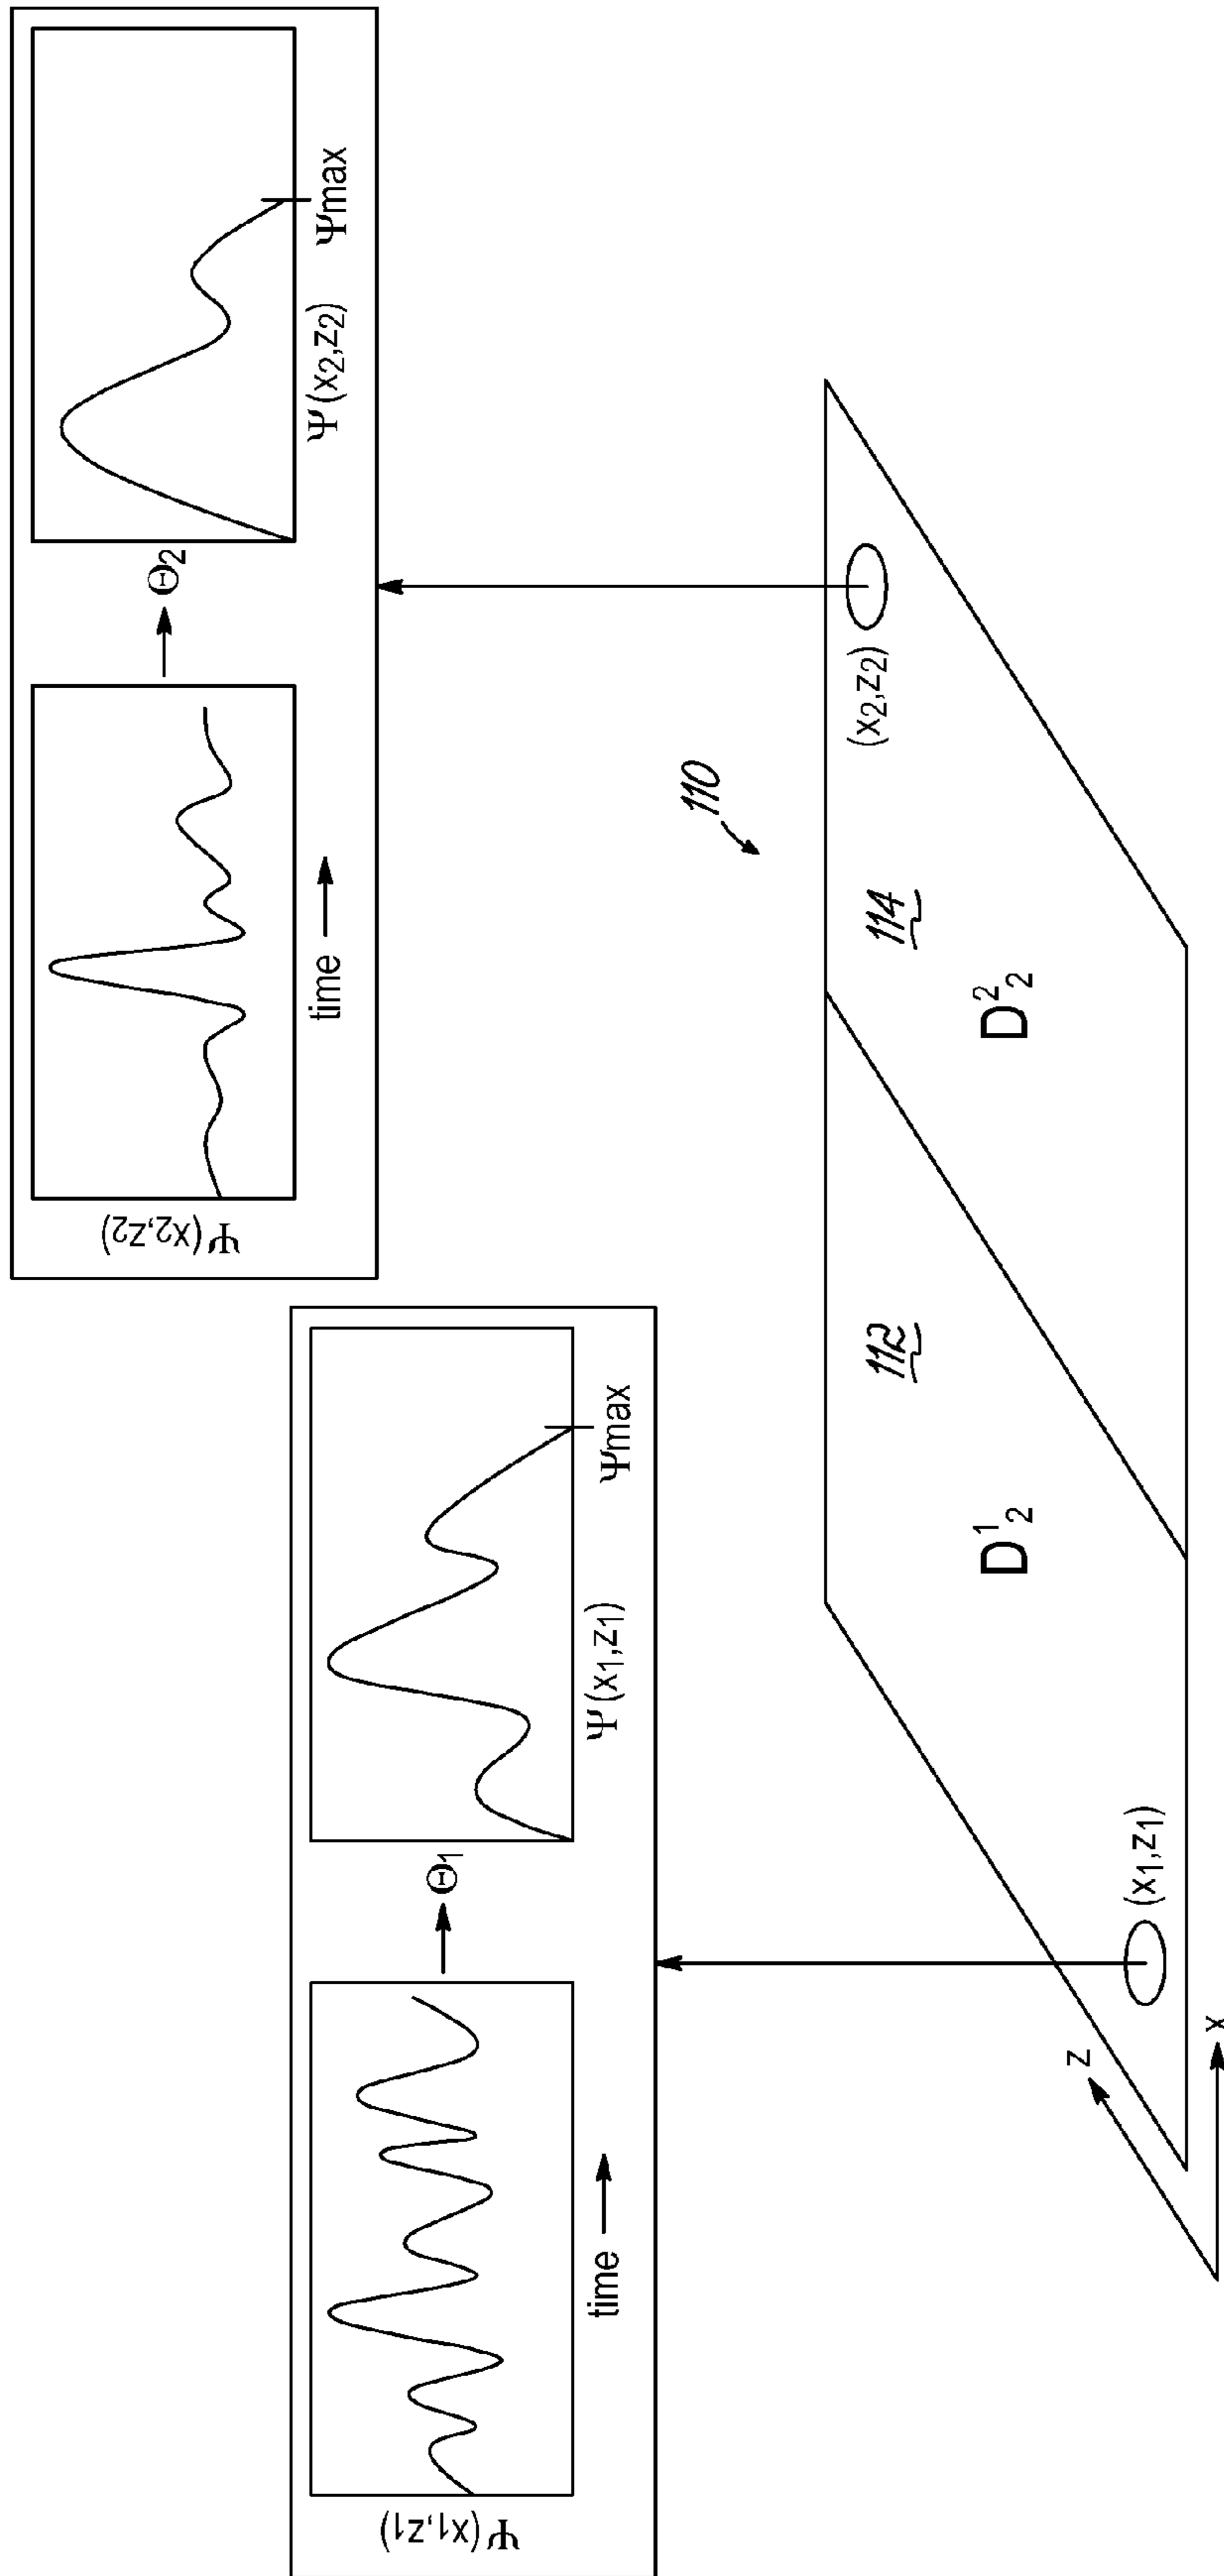 Ψ(x2,z2)
time
Θ2
Ψ(x2,z2)
Ψmax
Ψ(x1,z1)
time
Θ1
Ψ(x1,z1)
Ψmax
110
(x2,z2)
112
114
D¹2
D²2
(x1,z1)
z
x